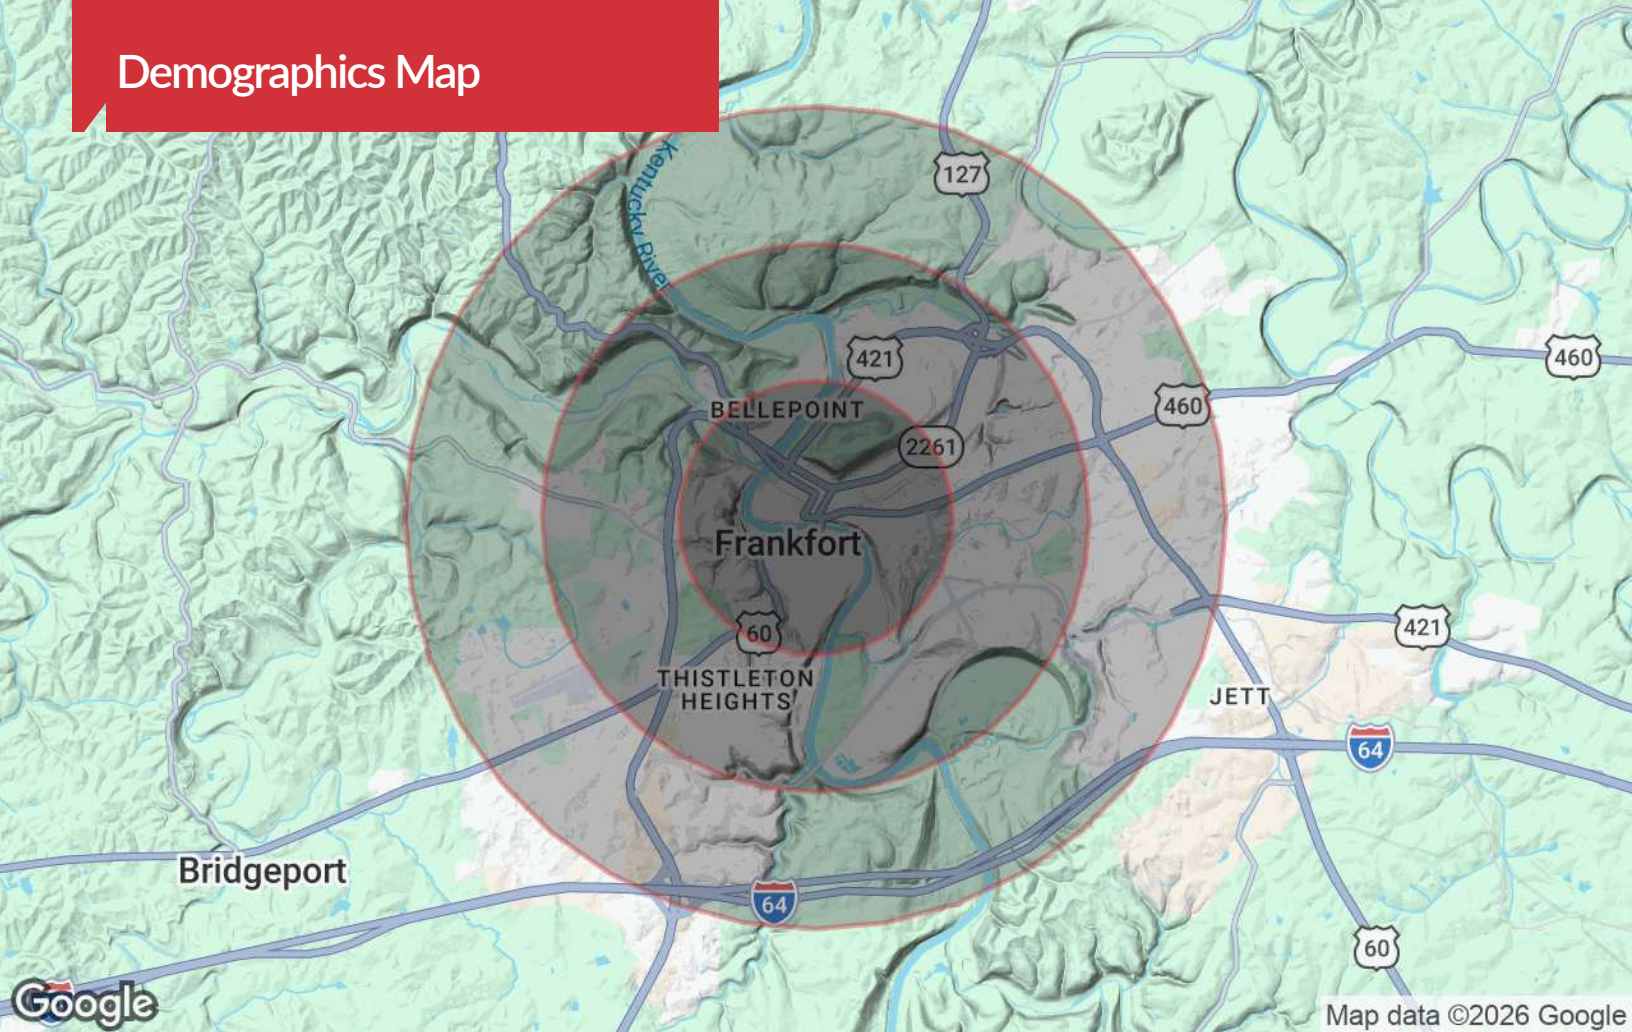 Demographics Map
Kentucky River
127
421
460
460
BELLEPOINT
2261
Frankfort
60
421
THISTLETON
HEIGHTS
JETT
64
Bridgeport
64
60
Google
Map data ©2026 Google